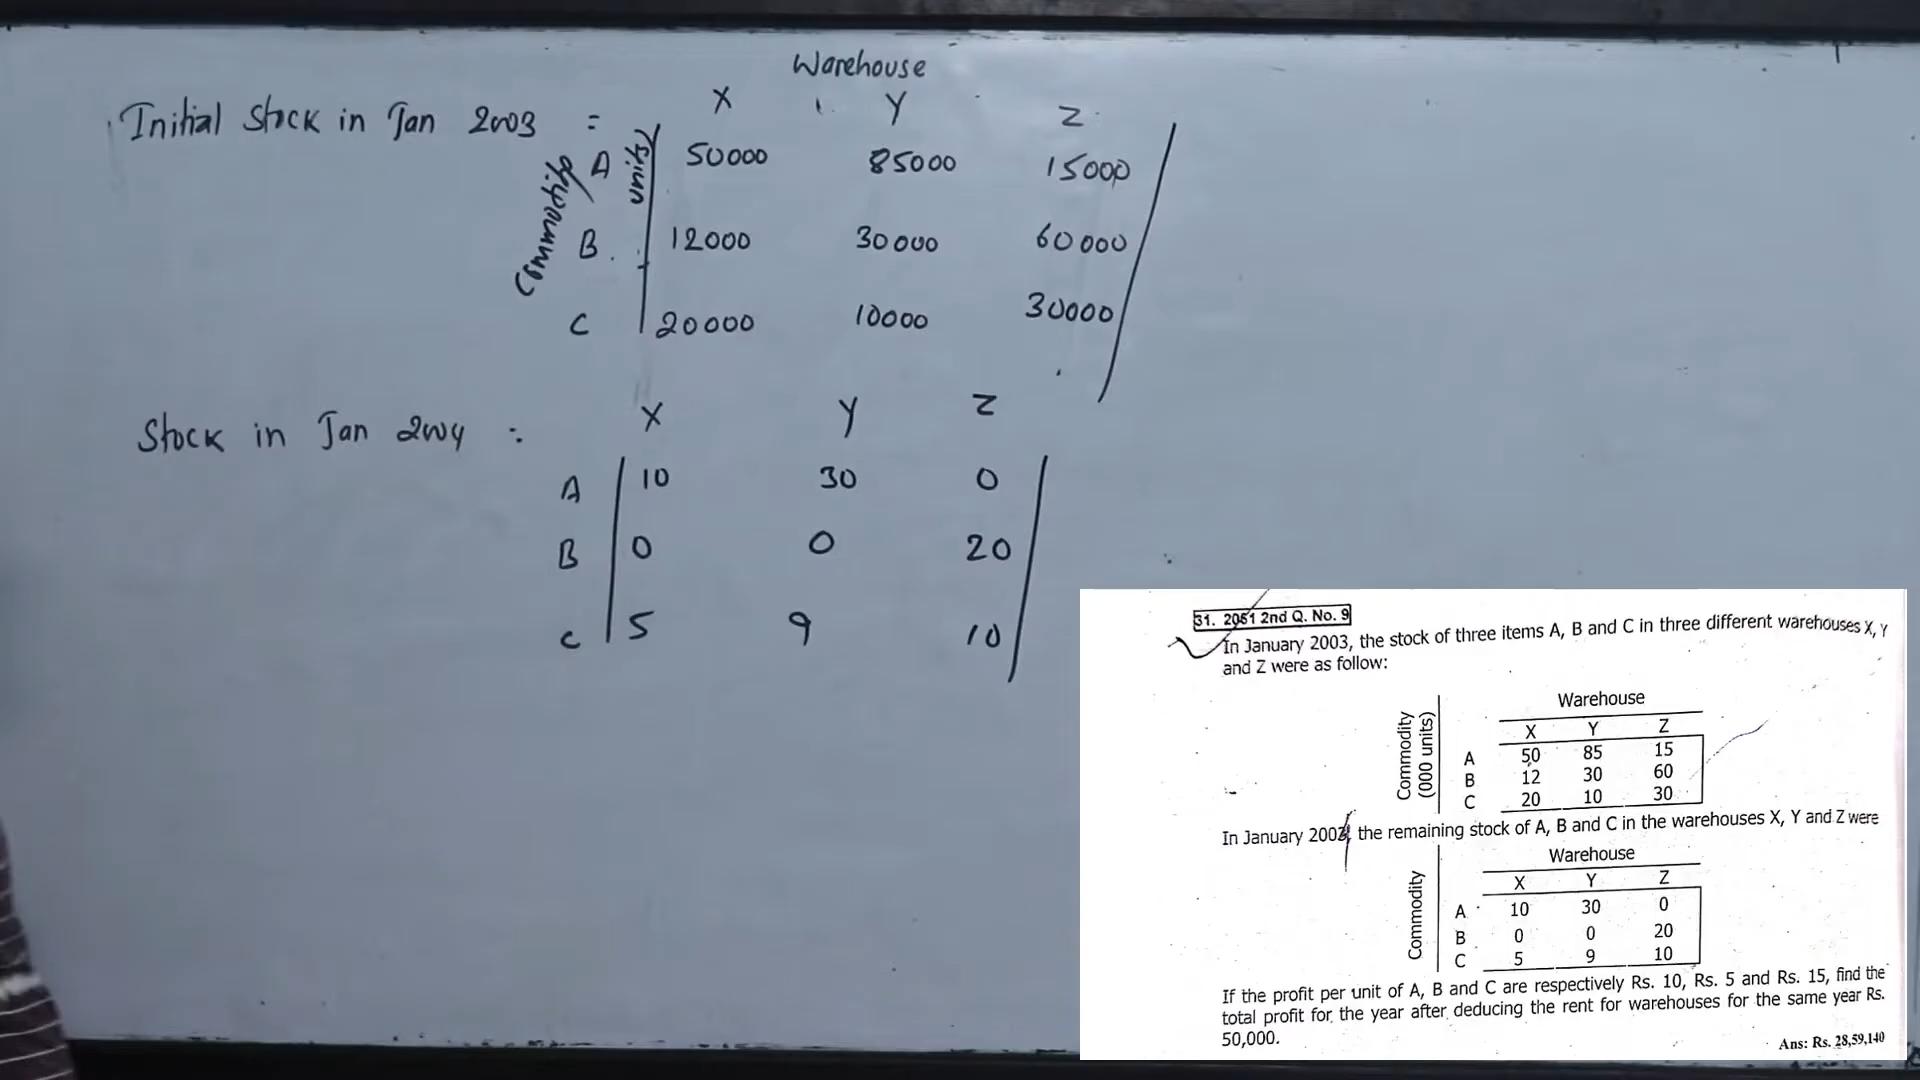 Warehouse
Initial Stock in Jan 2003 =
X Y Z
Commodity
units
A 50000 85000 15000
B 12000 30000 60000
C 20000 10000 30000
Stock in Jan 2004 :
X Y Z
A 10 30 0
B 0 0 20
C 5 9 10
31. 2061 2nd Q. No. 9
In January 2003, the stock of three items A, B and C in three different warehouses X, Y
and Z were as follow:
Warehouse
Commodity
(000 units)
X Y Z
A 50 85 15
B 12 30 60
C 20 10 30
In January 2004, the remaining stock of A, B and C in the warehouses X, Y and Z were
Warehouse
Commodity
X Y Z
A 10 30 0
B 0 0 20
C 5 9 10
If the profit per unit of A, B and C are respectively Rs. 10, Rs. 5 and Rs. 15, find the
total profit for the year after deducing the rent for warehouses for the same year Rs.
50,000.
Ans: Rs. 28,59,140